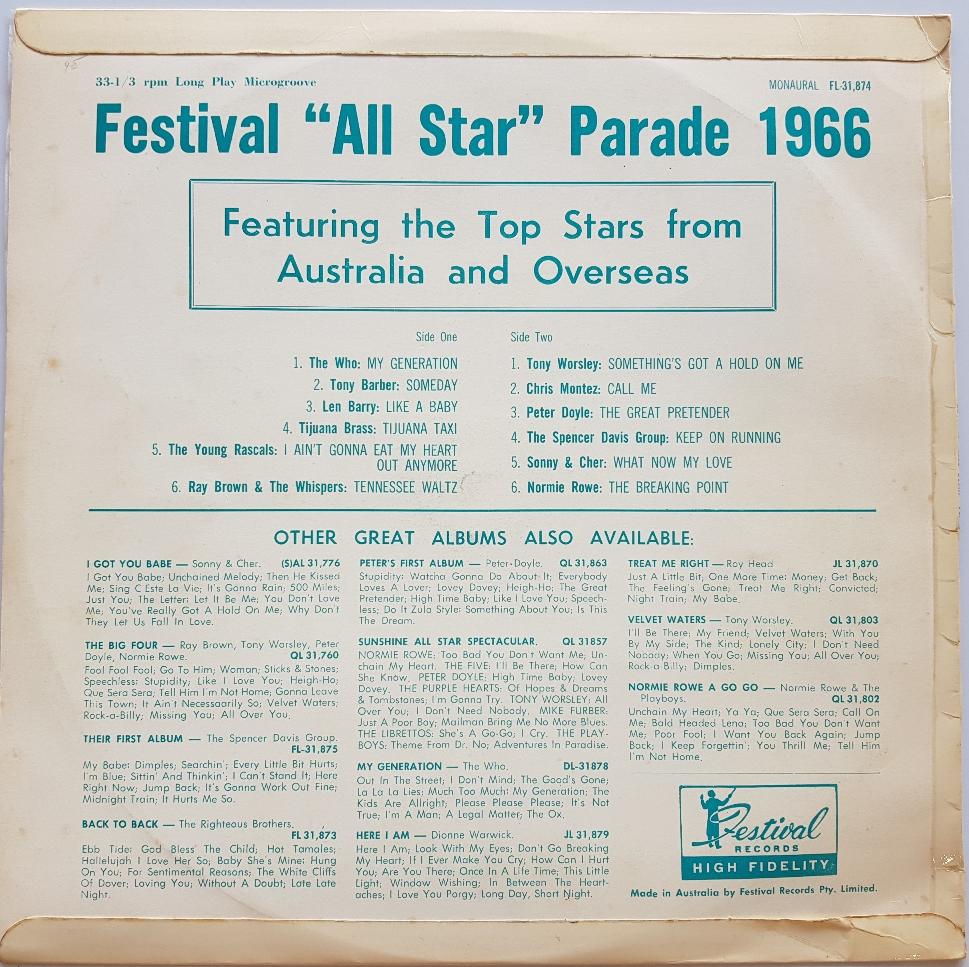 33-1/3 rpm Long Play Microgroove
MONAURAL FL-31,874
Festival "All Star" Parade 1966
Featuring the Top Stars from
Australia and Overseas
Side One
1. The Who: MY GENERATION
2. Tony Barber: SOMEDAY
3. Len Barry: LIKE A BABY
4. Tijuana Brass: TIJUANA TAXI
5. The Young Rascals: I AIN'T GONNA EAT MY HEART
OUT ANYMORE
6. Ray Brown & The Whispers: TENNESSEE WALTZ
Side Two
1. Tony Worsley: SOMETHING'S GOT A HOLD ON ME
2. Chris Montez: CALL ME
3. Peter Doyle: THE GREAT PRETENDER
4. The Spencer Davis Group: KEEP ON RUNNING
5. Sonny & Cher: WHAT NOW MY LOVE
6. Normie Rowe: THE BREAKING POINT
OTHER GREAT ALBUMS ALSO AVAILABLE:
I GOT YOU BABE — Sonny & Cher. (S)AL 31,776
I Got You Babe; Unchained Melody; Then He Kissed
Me; Sing C Este La Vie; It's Gonna Rain; 500 Miles;
Just You; The Letter; Let It Be Me; You Don't Love
Me; You've Really Got A Hold On Me; Why Don't
They Let Us Fall In Love.
THE BIG FOUR — Ray Brown, Tony Worsley, Peter
Doyle, Normie Rowe. QL 31,760
Fool Fool Fool; Go To Him; Woman; Sticks & Stones;
Speechless; Stupidity; Like I Love You; Heigh-Ho;
Que Sera Sera; Tell Him I'm Not Home; Gonna Leave
This Town; It Ain't Necessaarily So; Velvet Waters;
Rock-a-Billy; Missing You; All Over You.
THEIR FIRST ALBUM — The Spencer Davis Group.
FL-31,875
My Babe; Dimples; Searchin'; Every Little Bit Hurts;
I'm Blue; Sittin' And Thinkin'; I Can't Stand It; Here
Right Now; Jump Back; It's Gonna Work Out Fine;
Midnight Train; It Hurts Me So.
BACK TO BACK — The Righteous Brothers.
FL 31,873
Ebb Tide; God Bless The Child; Hot Tamales;
Hallelujah I Love Her So; Baby She's Mine; Hung
On You; For Sentimental Reasons; The White Cliffs
Of Dover; Loving You; Without A Doubt; Late Late
Night.
PETER'S FIRST ALBUM — Peter Doyle. QL 31,863
Stupidity; Watcha Gonna Do About It; Everybody
Loves A Lover; Lovey Dovey; Heigh-Ho; The Great
Pretender; High Time Baby; Like I Love You; Speech-
less; Do It Zula Style; Something About You; Is This
The Dream.
SUNSHINE ALL STAR SPECTACULAR. QL 31857
NORMIE ROWE: Too Bad You Don't Want Me; Un-
chain My Heart, THE FIVE: I'll Be There; How Can
She Know, PETER DOYLE: High Time Baby; Lovey
Dovey. THE PURPLE HEARTS: Of Hopes & Dreams
& Tombstones; I'm Gonna Try. TONY WORSLEY: All
Over You; I Don't Need Nobody, MIKE FURBER:
Just A Poor Boy; Mailman Bring Me No More Blues.
THE LIBRETTOS: She's A Go-Go; I Cry. THE PLAY-
BOYS: Theme From Dr. No; Adventures In Paradise.
MY GENERATION — The Who. DL-31878
Out In The Street; I Don't Mind; The Good's Gone;
La La La Lies; Much Too Much; My Generation; The
Kids Are Allright; Please Please Please; It's Not
True; I'm A Man; A Legal Matter; The Ox.
HERE I AM — Dionne Warwick. JL 31,879
Here I Am; Look With My Eyes; Don't Go Breaking
My Heart; If I Ever Make You Cry; How Can I Hurt
You; Are You There; Once In A Life Time; This Little
Light; Window Wishing; In Between The Heart-
aches; I Love You Porgy; Long Day, Short Night.
TREAT ME RIGHT — Roy Head JL 31,870
Just A Little Bit, One More Time; Money; Get Back;
The Feeling's Gone; Treat Me Right; Convicted;
Night Train; My Babe.
VELVET WATERS — Tony Worsley. QL 31,803
I'll Be There; My Friend; Velvet Waters; With You
By My Side; The Kind; Lonely City; I Don't Need
Nobody; When You Go; Missing You; All Over You;
Rock-a-Billy; Dimples.
NORMIE ROWE A GO GO — Normie Rowe & The
Playboys. QL 31,802
Unchain My Heart; Ya Ya; Que Sera Sera; Call On
Me; Bald Headed Lena; Too Bad You Don't Want
Me; Poor Fool; I Want You Back Again; Jump
Back; I Keep Forgettin'; You Thrill Me; Tell Him
I'm Not Home.
Festival
RECORDS
HIGH FIDELITY
Made in Australia by Festival Records Pty. Limited.